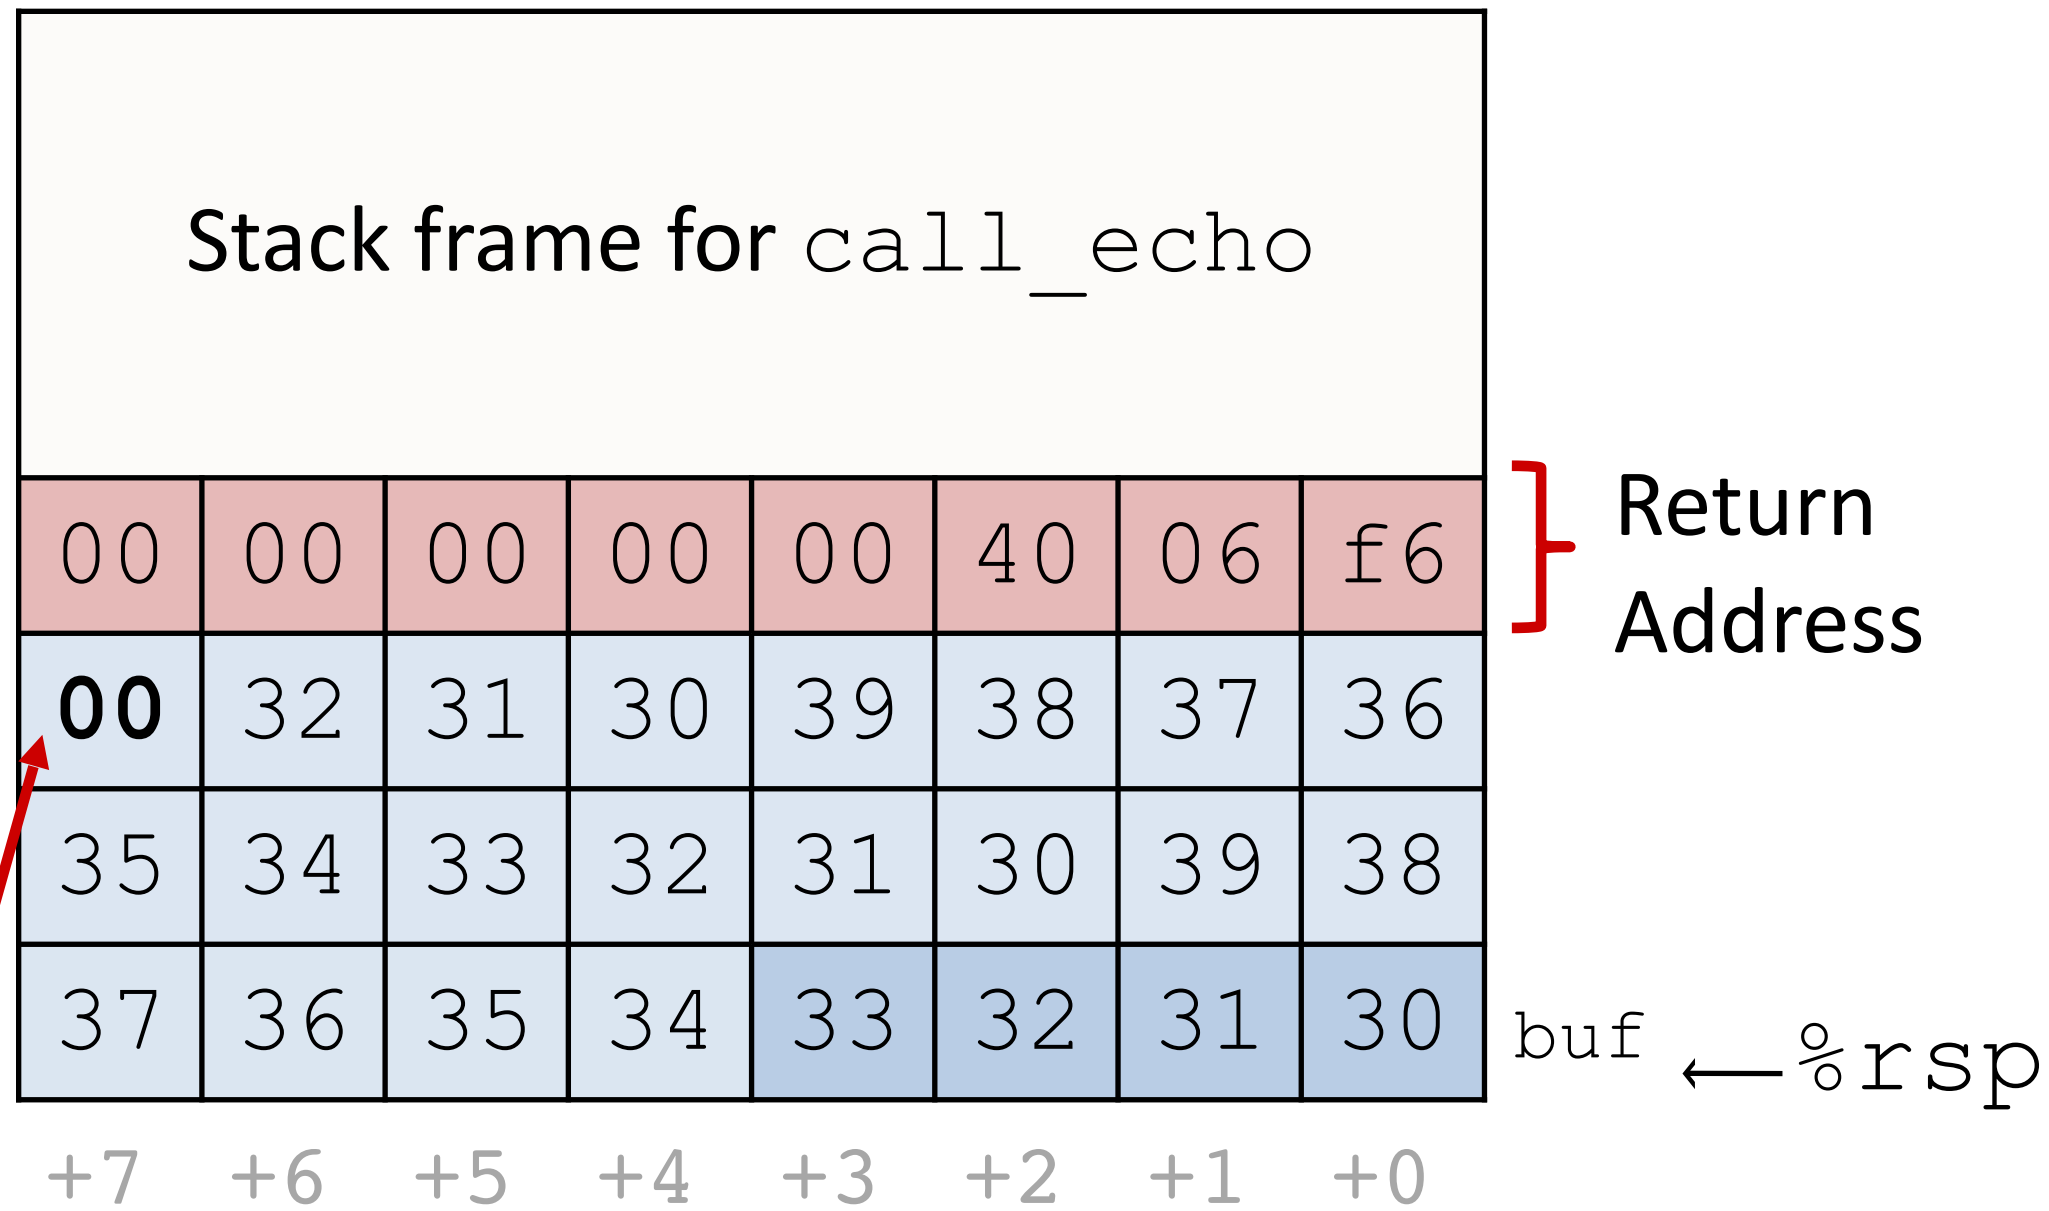 Stack frame for call_echo
00 00 00 00 00 40 06 f6
Return
Address
00 32 31 30 39 38 37 36
35 34 33 32 31 30 39 38
37 36 35 34 33 32 31 30
buf ←%rsp
+7 +6 +5 +4 +3 +2 +1 +0